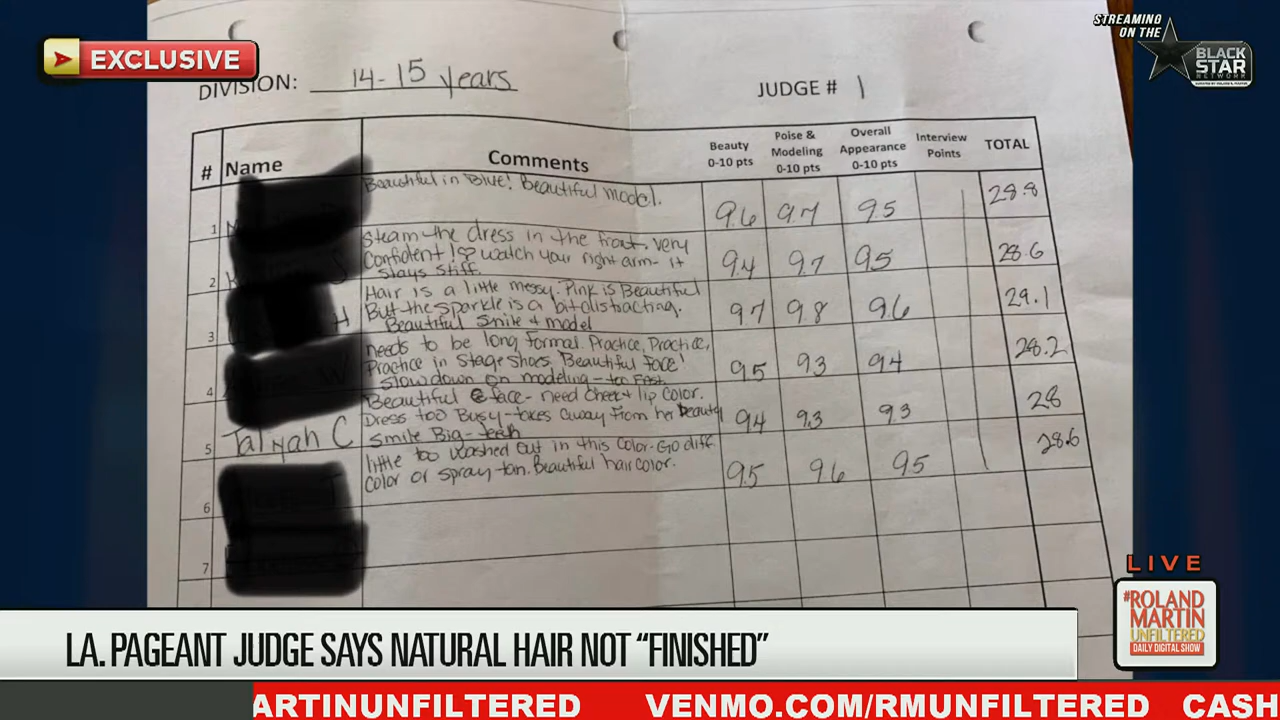 STREAMING
ON THE
BLACK
STAR
NETWORK
EXCLUSIVE
DIVISION: 14-15 years
JUDGE # 1
# Name Comments Beauty 0-10 pts Poise & Modeling 0-10 pts Overall Appearance 0-10 pts Interview Points TOTAL
1 Beautiful in Blue! Beautiful model. 9.6 9.7 9.5 28.8
2 Steam the dress in the front. Very
Confident! ♡ watch your right arm- it
stays stiff. 9.4 9.7 9.5 28.6
3 H Hair is a little messy. Pink is Beautiful
But the sparkle is a bit distracting.
Beautiful Smile + model 9.7 9.8 9.6 29.1
4 W needs to be long formal. Practice, Practice,
Practice in Stage shoes. Beautiful Face!
slow down on modeling - too Fast 9.5 9.3 9.4 28.2
5 Taliyah C Beautiful face- need cheek + lip color.
Dress too Busy-takes away from her beauty
Smile Big- teeth 9.4 9.3 9.3 28
6 little too washed out in this color. Go diff
color or spray tan. Beautiful hair color. 9.5 9.6 9.5 28.6
7
LIVE
#ROLAND
MARTIN
UNFILTERED
DAILY DIGITAL SHOW
LA. PAGEANT JUDGE SAYS NATURAL HAIR NOT “FINISHED”
ARTINUNFILTERED VENMO.COM/RMUNFILTERED CASH